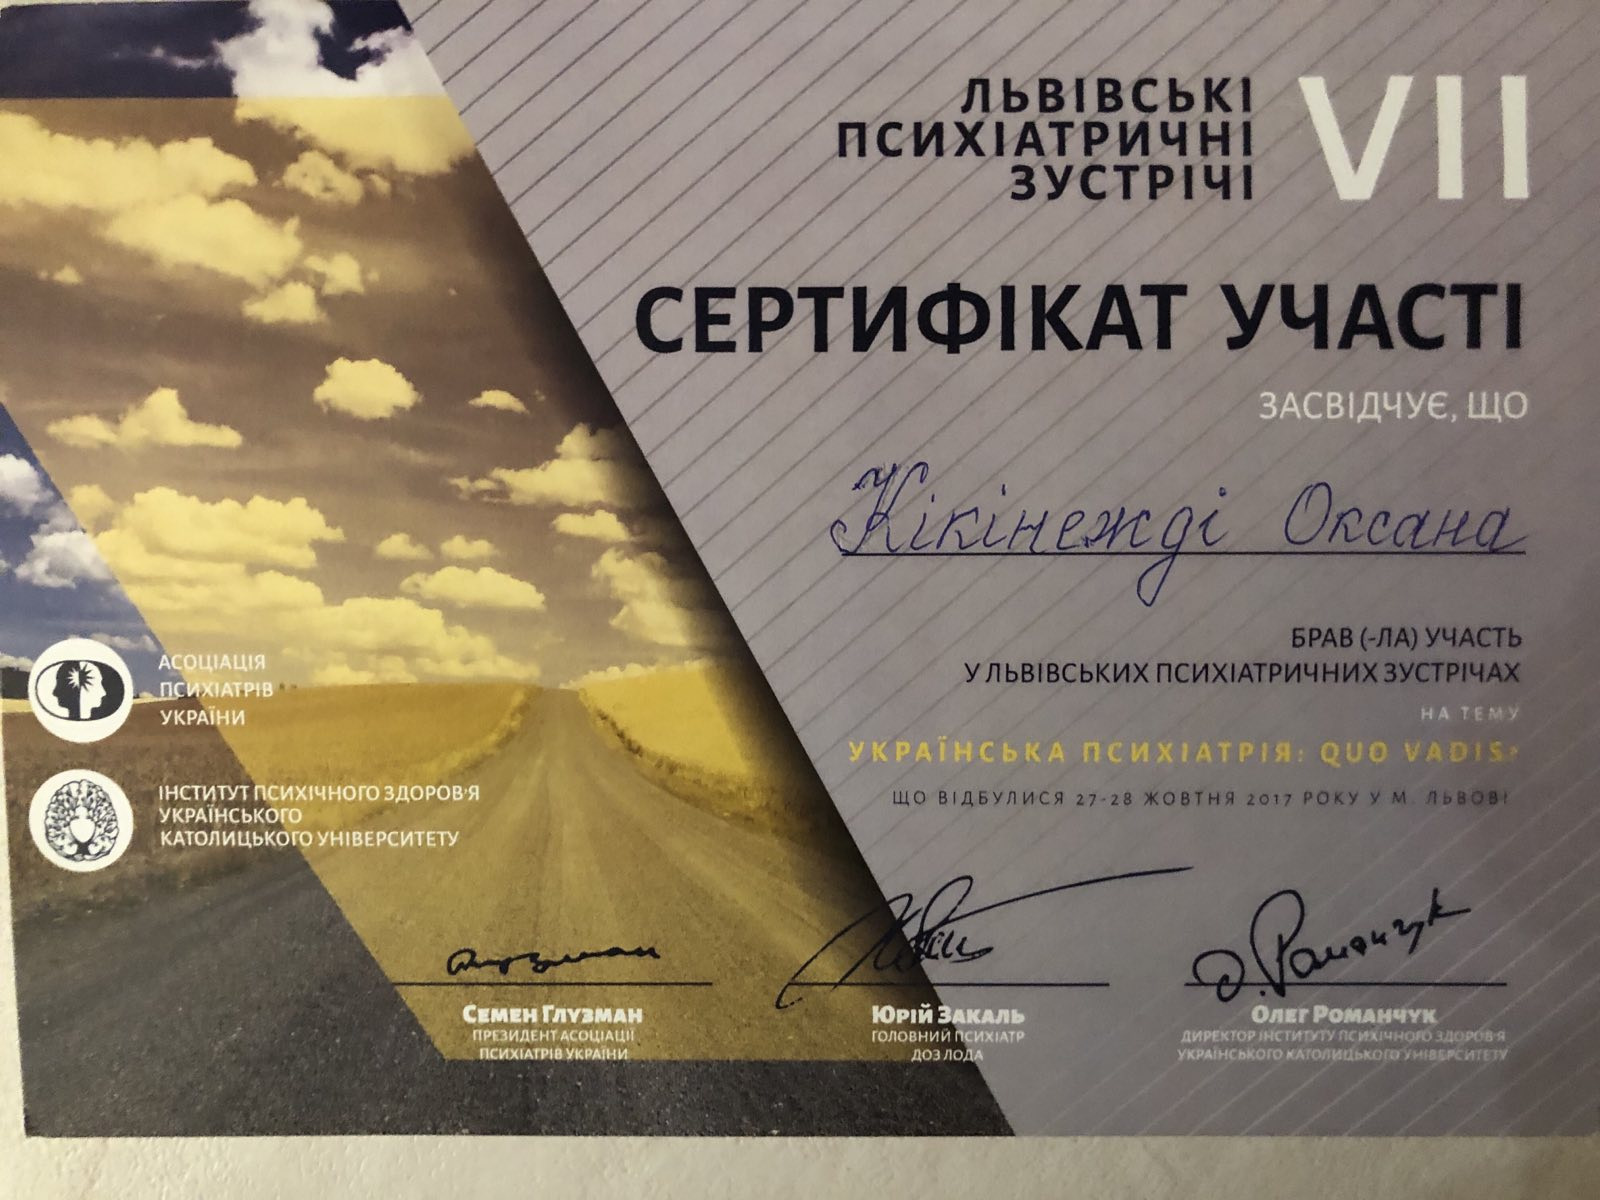 ЛЬВІВСЬКІ
ПСИХІАТРИЧНІ
ЗУСТРІЧІ
VII
СЕРТИФІКАТ УЧАСТІ
ЗАСВІДЧУЄ, ЩО
Кікінежді Оксана
БРАВ (-ЛА) УЧАСТЬ
У ЛЬВІВСЬКИХ ПСИХІАТРИЧНИХ ЗУСТРІЧАХ
НА ТЕМУ
УКРАЇНСЬКА ПСИХІАТРІЯ: QUO VADIS?
ЩО ВІДБУЛИСЯ 27-28 ЖОВТНЯ 2017 РОКУ У М. ЛЬВОВІ
АСОЦІАЦІЯ
ПСИХІАТРІВ
УКРАЇНИ
ІНСТИТУТ ПСИХІЧНОГО ЗДОРОВ'Я
УКРАЇНСЬКОГО
КАТОЛИЦЬКОГО УНІВЕРСИТЕТУ
СЕМЕН ГЛУЗМАН
ПРЕЗИДЕНТ АСОЦІАЦІЇ
ПСИХІАТРІВ УКРАЇНИ
ЮРІЙ ЗАКАЛЬ
ГОЛОВНИЙ ПСИХІАТР
ДОЗ ЛОДА
О. Романчук
ОЛЕГ РОМАНЧУК
ДИРЕКТОР ІНСТИТУТУ ПСИХІЧНОГО ЗДОРОВ'Я
УКРАЇНСЬКОГО КАТОЛИЦЬКОГО УНІВЕРСИТЕТУ